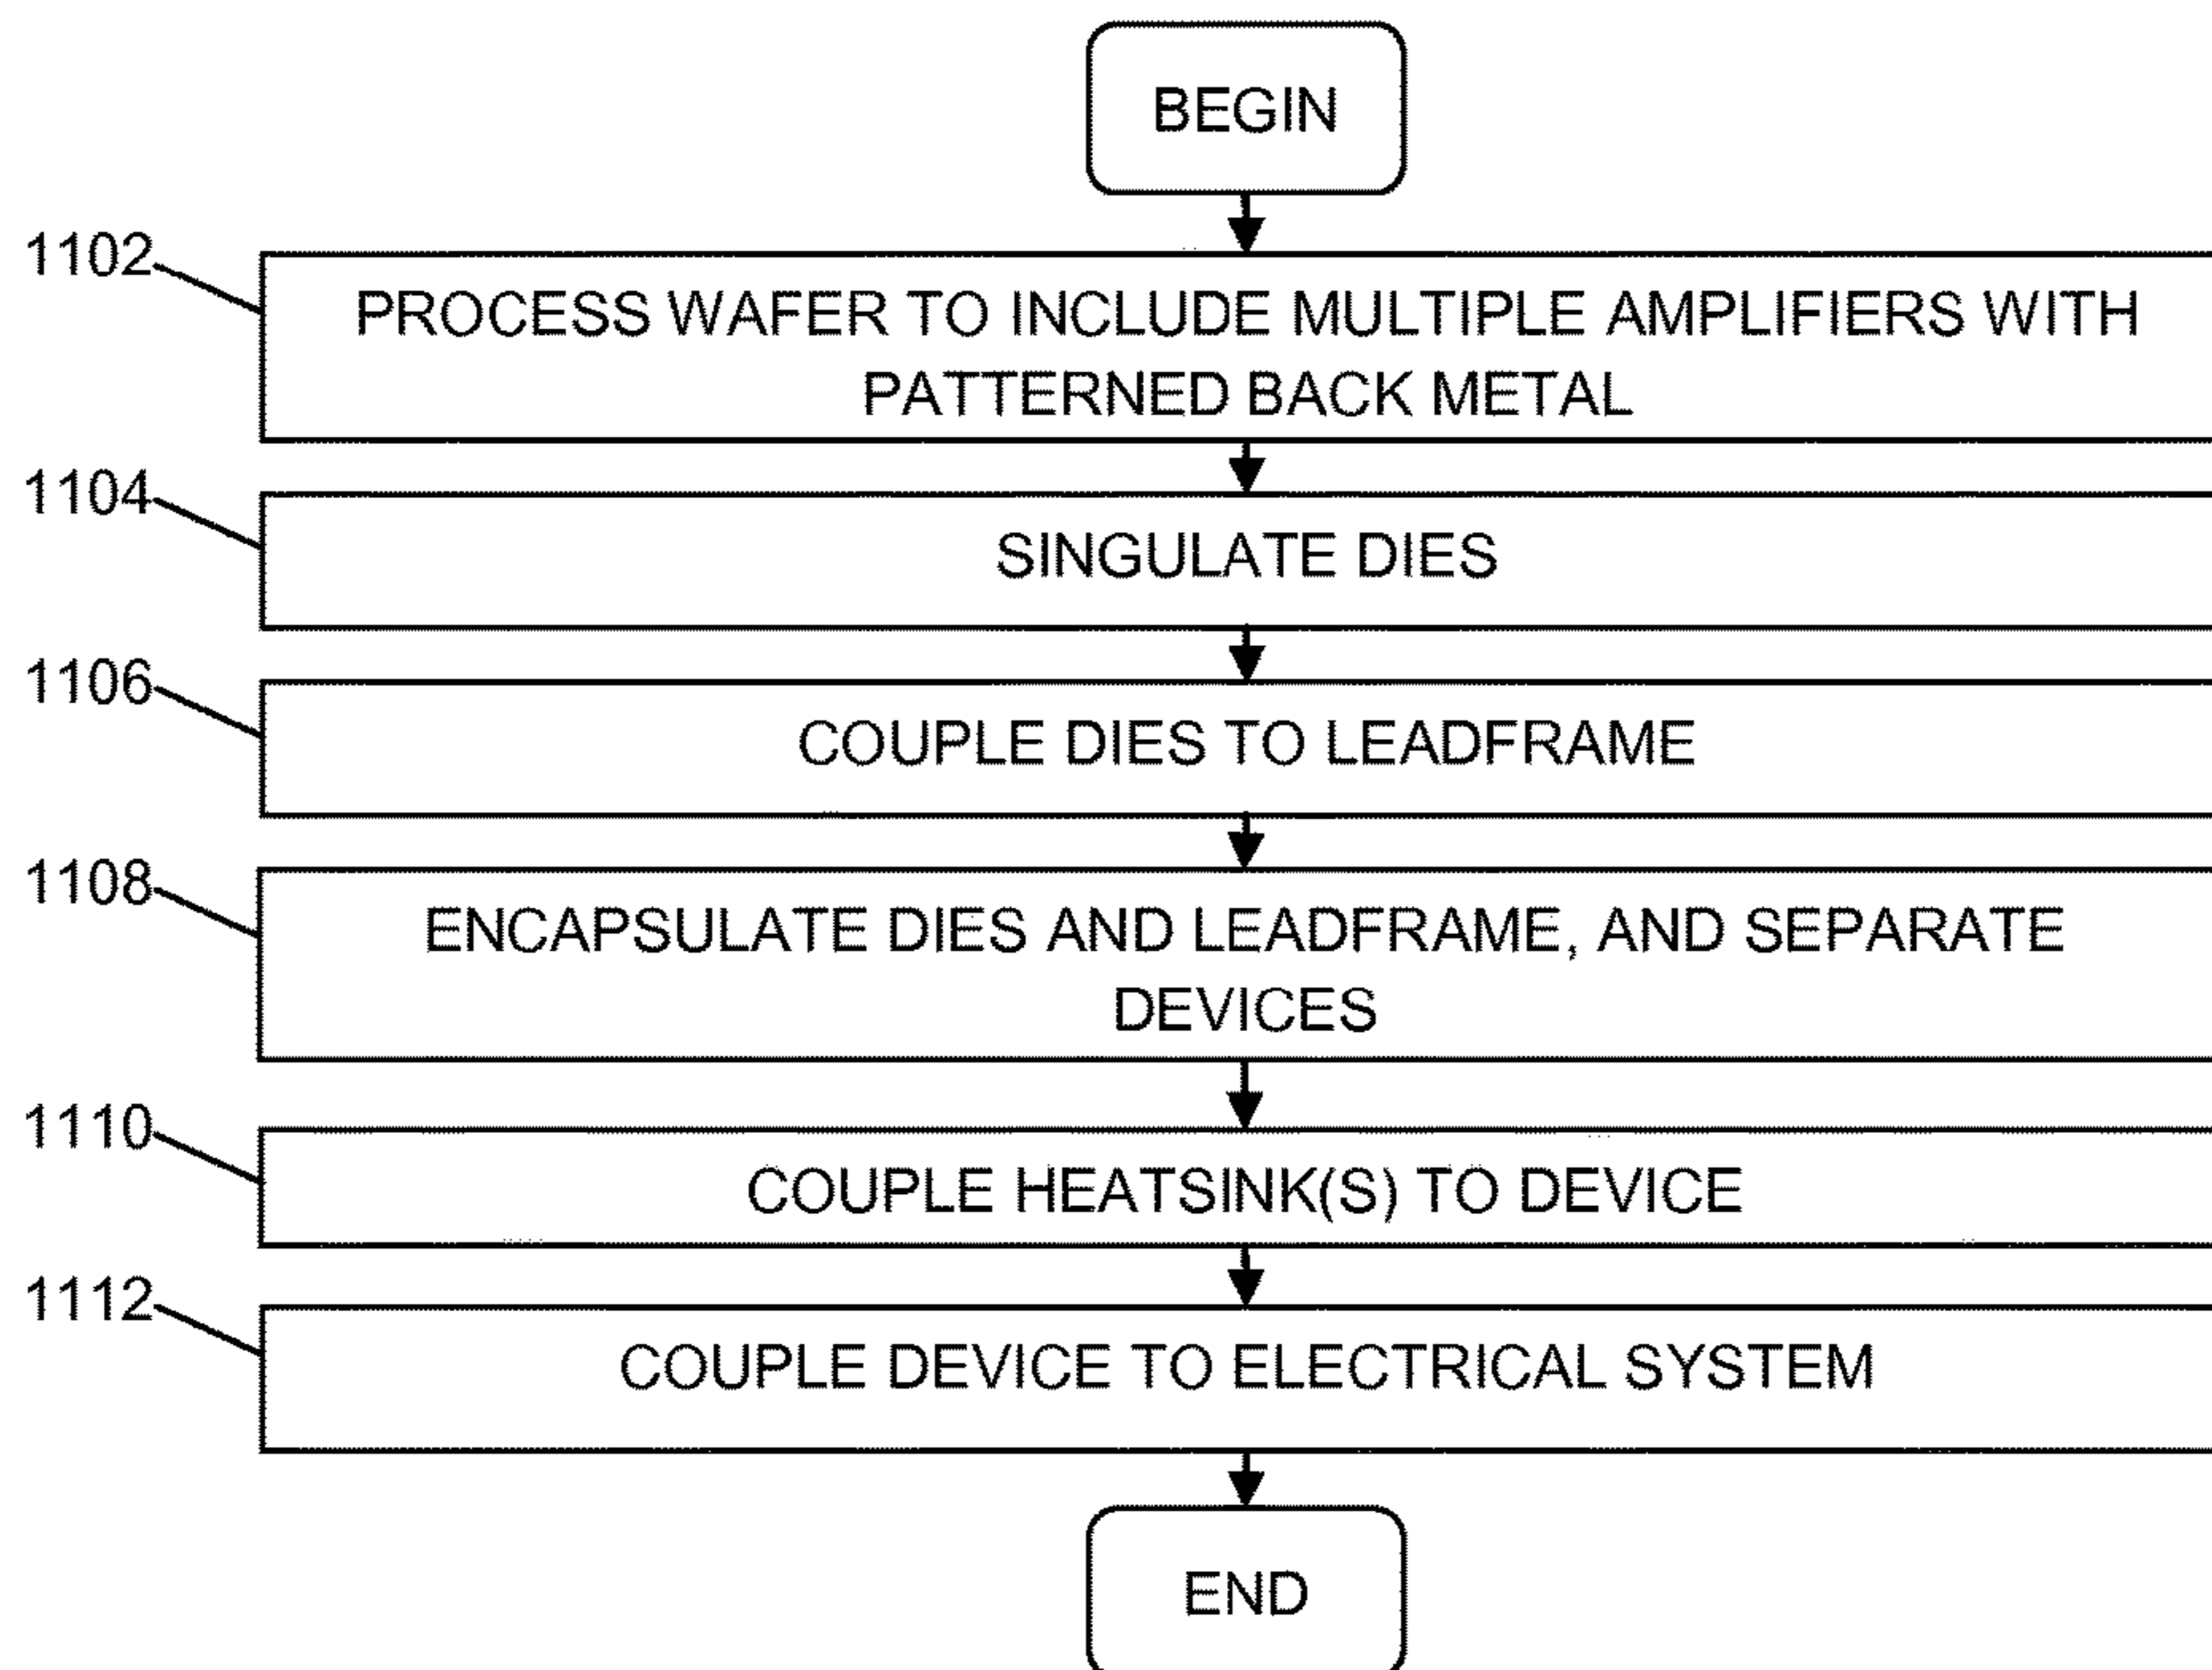 BEGIN
1102
PROCESS WAFER TO INCLUDE MULTIPLE AMPLIFIERS WITH
PATTERNED BACK METAL
1104
SINGULATE DIES
1106
COUPLE DIES TO LEADFRAME
1108
ENCAPSULATE DIES AND LEADFRAME, AND SEPARATE
DEVICES
1110
COUPLE HEATSINK(S) TO DEVICE
1112
COUPLE DEVICE TO ELECTRICAL SYSTEM
END